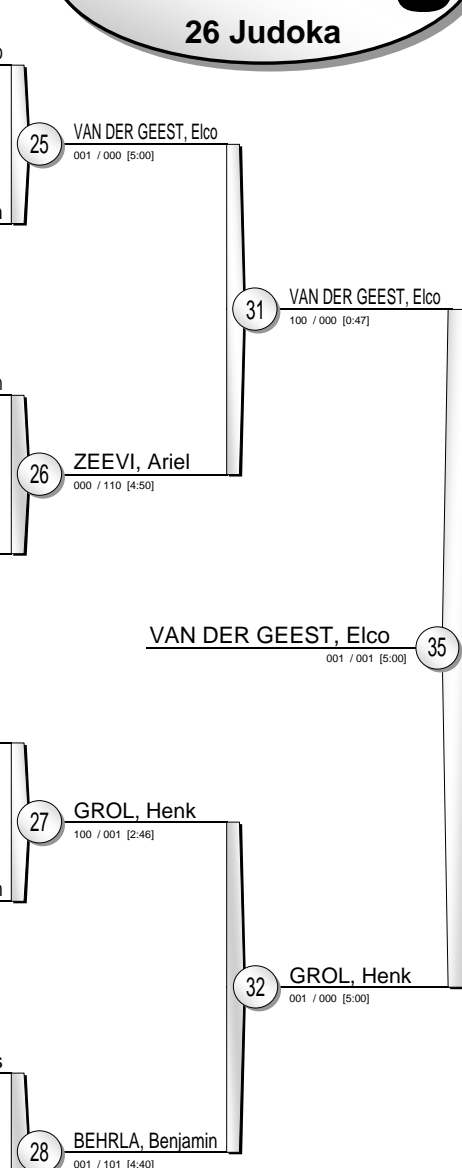 26 Judoka
25
VAN DER GEEST, Elco
001 / 000 [5:00]
31
VAN DER GEEST, Elco
100 / 000 [0:47]
26
ZEEVI, Ariel
000 / 110 [4:50]
VAN DER GEEST, Elco
001 / 001 [5:00]
35
27
GROL, Henk
100 / 001 [2:46]
32
GROL, Henk
001 / 000 [5:00]
28
BEHRLA, Benjamin
001 / 101 [4:40]